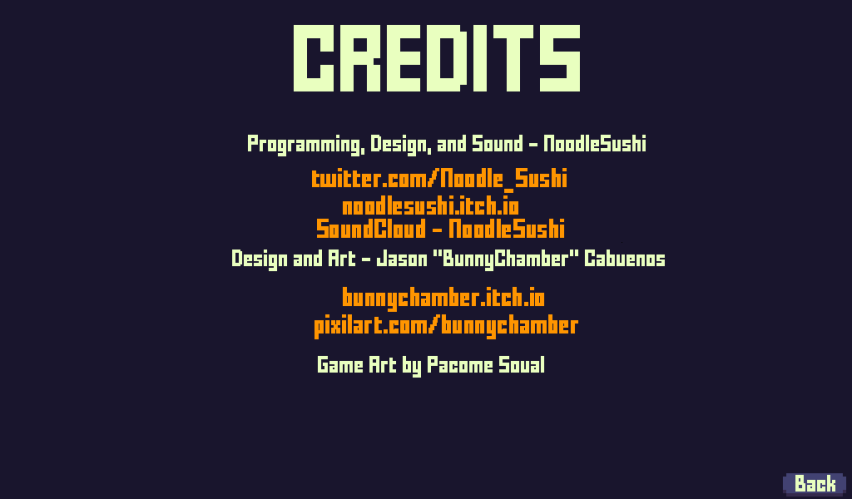 CREDITS
Programming, Design, and Sound - NoodleSushi
twitter.com/Noodle_Sushi
noodlesushi.itch.io
SoundCloud - NoodleSushi
Design and Art - Jason "BunnyChamber" Cabuenos
bunnychamber.itch.io
pixilart.com/bunnychamber
Game Art by Pacome Soual
Back